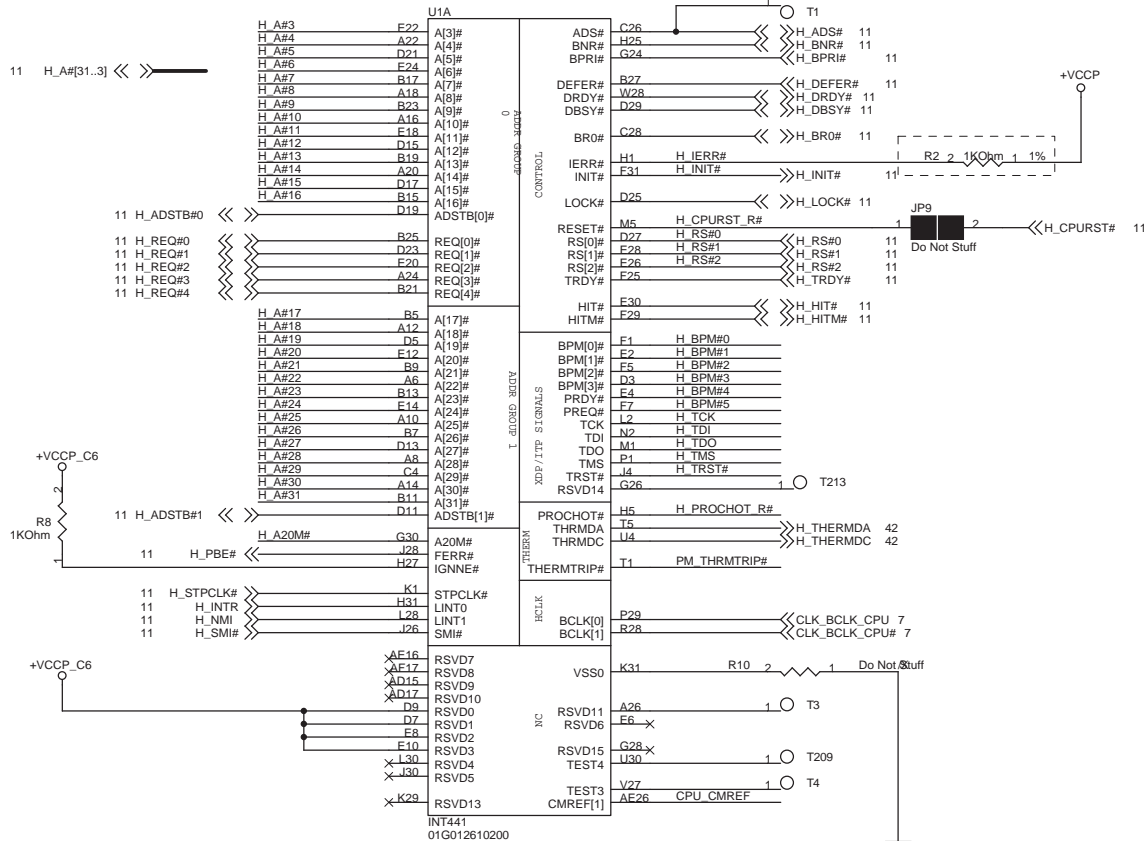 U1A
T1
H_A#3 F22 A[3]# ADS# C26 H_ADS# 11
H_A#4 A22 A[4]# BNR# H25 H_BNR# 11
H_A#5 D21 A[5]# BPRI# G24 H_BPRI# 11
11 H_A#[31..3]
H_A#6 E24 A[6]#
H_A#7 B17 A[7]# DEFER# B27 H_DEFER# 11
H_A#8 A18 A[8]# DRDY# W28 H_DRDY# 11
H_A#9 B23 A[9]# DBSY# D29 H_DBSY# 11
H_A#10 A16 A[10]#
H_A#11 E18 A[11]# BR0# C28 H_BR0# 11
H_A#12 D15 A[12]#
H_A#13 B19 A[13]# IERR# H1 H_IERR# R2 2 1KOhm 1 1%
+VCCP
H_A#14 A20 A[14]# INIT# F31 H_INIT# H_INIT# 11
H_A#15 D17 A[15]#
H_A#16 B15 A[16]# LOCK# D25 H_LOCK# 11
11 H_ADSTB#0 D19 ADSTB[0]#
ADDR GROUP 0
CONTROL
RESET# M5 H_CPURST_R# 1 JP9 2 H_CPURST# 11
Do Not Stuff
11 H_REQ#0 B25 REQ[0]# RS[0]# D27 H_RS#0 H_RS#0 11
11 H_REQ#1 D23 REQ[1]# RS[1]# E28 H_RS#1 H_RS#1 11
11 H_REQ#2 E20 REQ[2]# RS[2]# E26 H_RS#2 H_RS#2 11
11 H_REQ#3 A24 REQ[3]# TRDY# F25 H_TRDY# 11
11 H_REQ#4 B21 REQ[4]#
HIT# E30 H_HIT# 11
HITM# F29 H_HITM# 11
H_A#17 B5 A[17]#
H_A#18 A12 A[18]#
H_A#19 D5 A[19]# BPM[0]# F1 H_BPM#0
H_A#20 E12 A[20]# BPM[1]# E2 H_BPM#1
H_A#21 B9 A[21]# BPM[2]# F5 H_BPM#2
H_A#22 A6 A[22]# BPM[3]# D3 H_BPM#3
H_A#23 B13 A[23]# PRDY# E4 H_BPM#4
H_A#24 E14 A[24]# PREQ# F7 H_BPM#5
H_A#25 A10 A[25]# TCK L2 H_TCK
H_A#26 B7 A[26]# TDI N2 H_TDI
H_A#27 D13 A[27]# TDO M1 H_TDO
H_A#28 A8 A[28]# TMS P1 H_TMS
H_A#29 C4 A[29]# TRST# J4 H_TRST#
H_A#30 A14 A[30]# RSVD14 G26 1 T213
H_A#31 B11 A[31]#
ADDR GROUP 1
XDP/ITP SIGNALS
11 H_ADSTB#1 D11 ADSTB[1]# PROCHOT# H5 H_PROCHOT_R#
+VCCP_C6
2
R8
1KOhm
1
THRMDA T5 H_THERMDA 42
H_A20M# G30 A20M# THRMDC U4 H_THERMDC 42
11 H_PBE# J28 FERR#
H27 IGNNE# THERMTRIP# T1 PM_THRMTRIP#
THERM
11 H_STPCLK# K1 STPCLK#
11 H_INTR H31 LINT0
11 H_NMI L28 LINT1 BCLK[0] P29 CLK_BCLK_CPU 7
11 H_SMI# J26 SMI# BCLK[1] R28 CLK_BCLK_CPU# 7
HCLK
AE16 RSVD7
AF17 RSVD8 VSS0 K31 R10 2 1 Do Not Stuff
AD15 RSVD9
AD17 RSVD10
+VCCP_C6
D9 RSVD0 RSVD11 A26 1 T3
D7 RSVD1 RSVD6 E6
NC
E8 RSVD2
E10 RSVD3 RSVD15 G28
L30 RSVD4 TEST4 U30 1 T209
J30 RSVD5
TEST3 V27 1 T4
K29 RSVD13 CMREF[1] AE26 CPU_CMREF
INT441
01G012610200